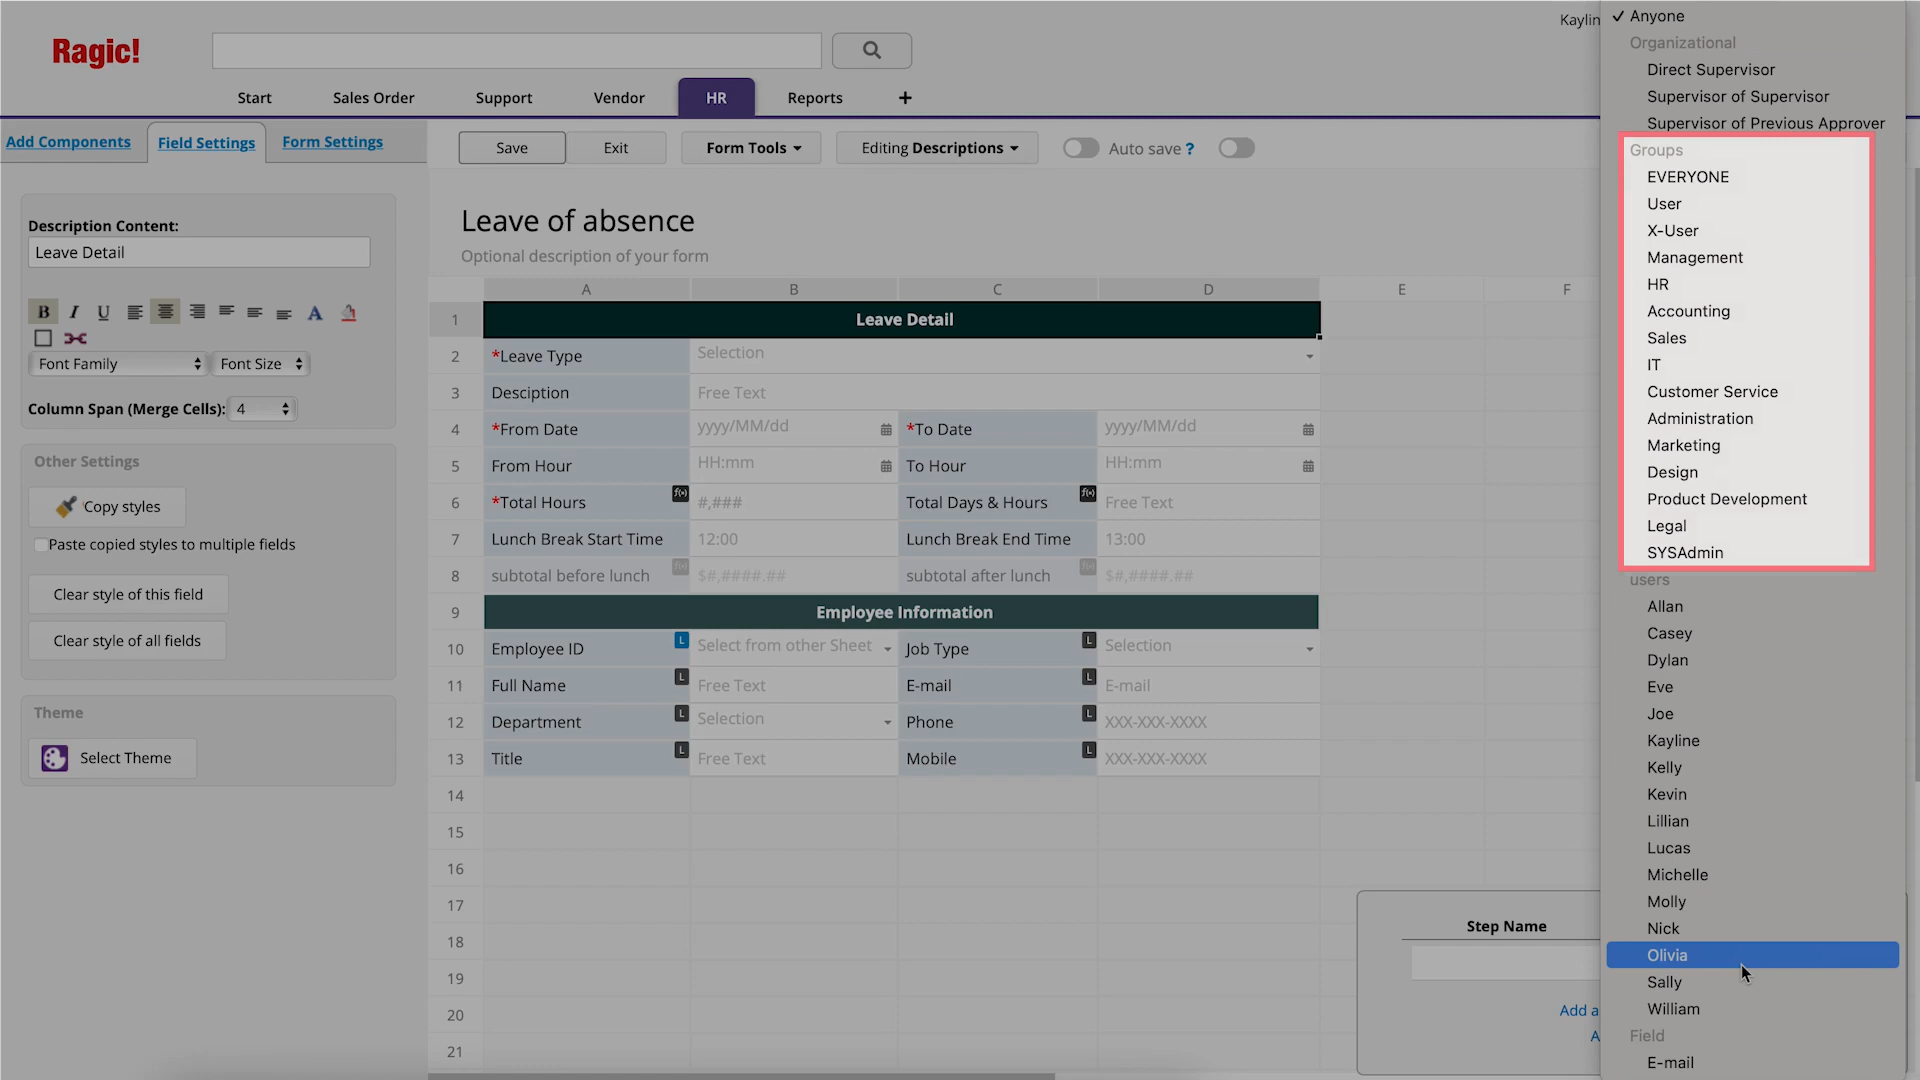 Ragic!
Kaylin
Start
Sales Order
Support
Vendor
HR
Reports
+
Add Components
Field Settings
Form Settings
Save
Exit
Form Tools
Editing Descriptions
Auto save ?
Description Content:
Leave Detail
B I U A
Font Family
Font Size
Column Span (Merge Cells): 4
Other Settings
Copy styles
Paste copied styles to multiple fields
Clear style of this field
Clear style of all fields
Theme
Select Theme
Leave of absence
Optional description of your form
A B C D E F
1 Leave Detail
2 *Leave Type Selection
3 Desciption Free Text
4 *From Date yyyy/MM/dd *To Date yyyy/MM/dd
5 From Hour HH:mm To Hour HH:mm
6 *Total Hours f(x) #,### Total Days & Hours f(x) Free Text
7 Lunch Break Start Time 12:00 Lunch Break End Time 13:00
8 subtotal before lunch f(x) $#,####.## subtotal after lunch f(x) $#,####.##
9 Employee Information
10 Employee ID L Select from other Sheet Job Type L Selection
11 Full Name L Free Text E-mail L E-mail
12 Department L Selection Phone L XXX-XXX-XXXX
13 Title L Free Text Mobile L XXX-XXX-XXXX
14
15
16
17
18
19
20
21
Step Name
Add a
A
✓ Anyone
Organizational
Direct Supervisor
Supervisor of Supervisor
Supervisor of Previous Approver
Groups
EVERYONE
User
X-User
Management
HR
Accounting
Sales
IT
Customer Service
Administration
Marketing
Design
Product Development
Legal
SYSAdmin
users
Allan
Casey
Dylan
Eve
Joe
Kayline
Kelly
Kevin
Lillian
Lucas
Michelle
Molly
Nick
Olivia
Sally
William
Field
E-mail